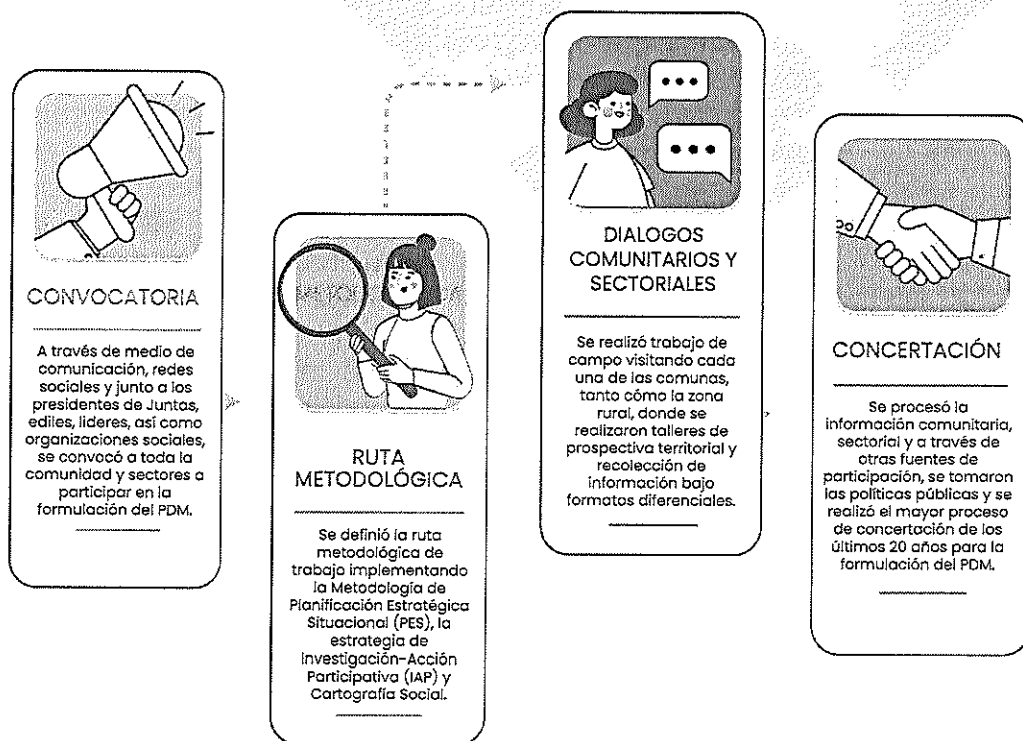 CONVOCATORIA
A través de medio de
comunicación, redes
sociales y junto a los
presidentes de Juntas,
ediles, lideres, así como
organizaciones sociales,
se convocó a toda la
comunidad y sectores a
participar en la
formulación del PDM.
RUTA
METODOLÓGICA
Se definió la ruta
metodológica de
trabajo implementando
la Metodología de
Planificación Estratégica
Situacional (PES), la
estrategia de
Investigación-Acción
Participativa (IAP) y
Cartografía Social.
DIALOGOS
COMUNITARIOS Y
SECTORIALES
Se realizó trabajo de
campo visitando cada
una de las comunas,
tanto cómo la zona
rural, donde se
realizaron talleres de
prospectiva territorial y
recolección de
información bajo
formatos diferenciales.
CONCERTACIÓN
Se procesó la
información comunitaria,
sectorial y a través de
otras fuentes de
participación, se tomaron
las políticas públicas y se
realizó el mayor proceso
de concertación de los
últimos 20 años para la
formulación del PDM.